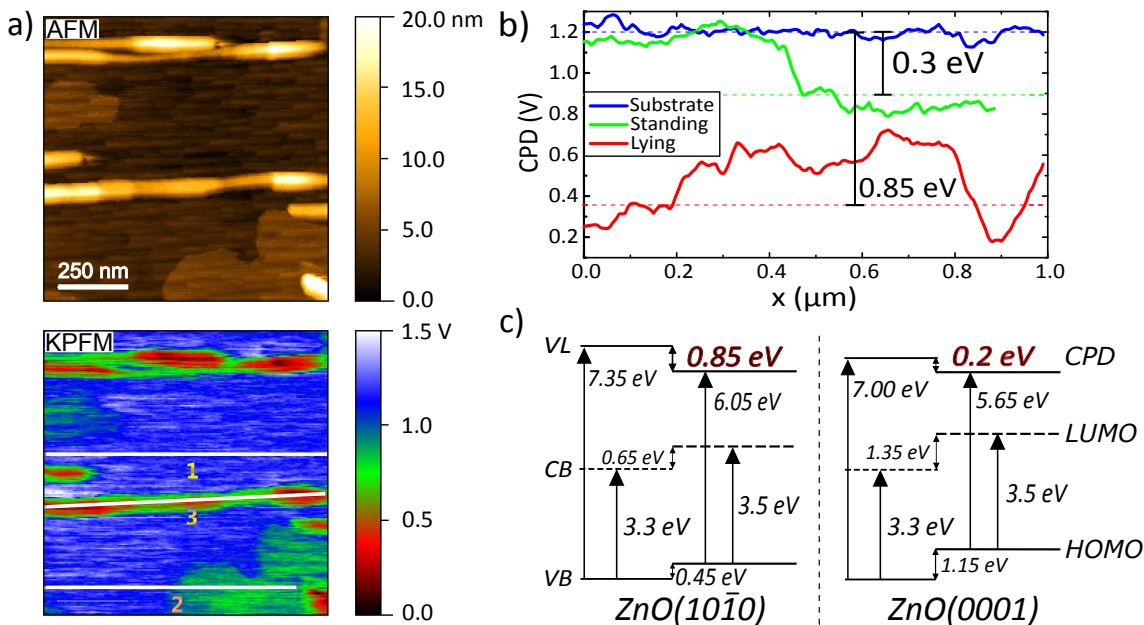 a)
AFM
20.0 nm
15.0
10.0
5.0
0.0
250 nm
KPFM
1.5 V
1.0
0.5
0.0
1
3
2
b)
CPD (V)
1.2
1.0
0.8
0.6
0.4
0.2
0.3 eV
Substrate
Standing
Lying
0.85 eV
0.0 0.2 0.4 0.6 0.8 1.0
x (μm)
c)
VL
0.85 eV
7.35 eV
6.05 eV
CB
0.65 eV
3.3 eV
3.5 eV
VB
0.45 eV
ZnO(101̅0)
0.2 eV
CPD
7.00 eV
5.65 eV
LUMO
1.35 eV
3.3 eV
3.5 eV
HOMO
1.15 eV
ZnO(0001)